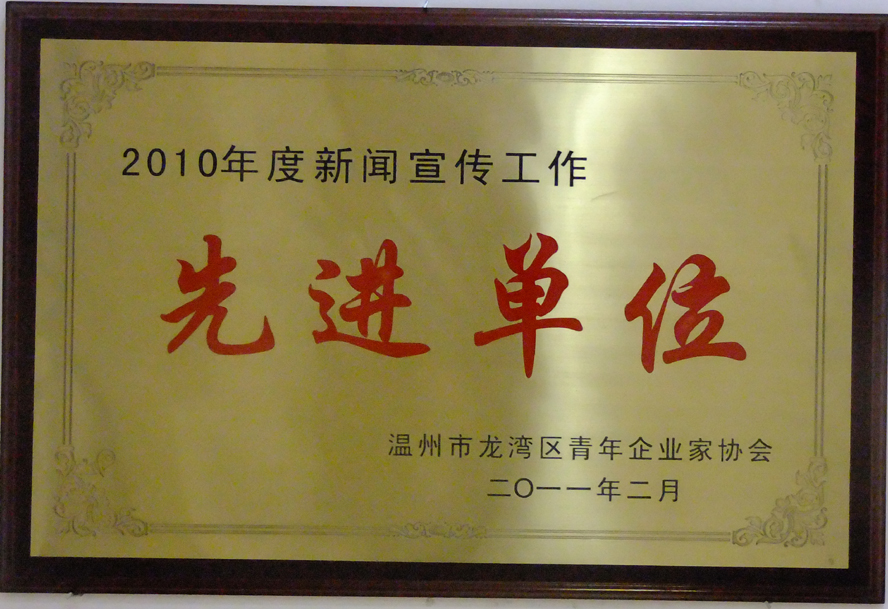 2010年度新闻宣传工作
先进单位
温州市龙湾区青年企业家协会
二〇一一年二月